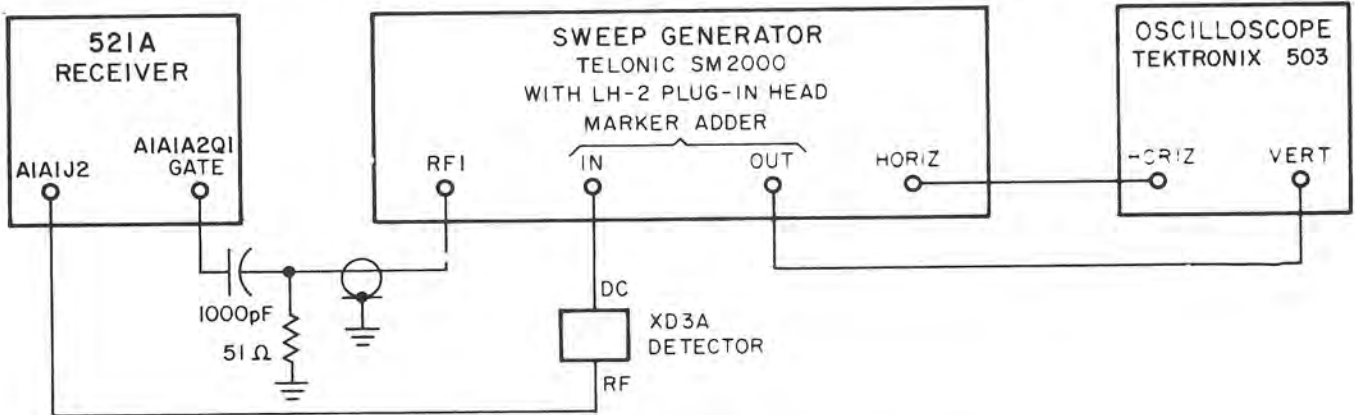 521A
RECEIVER
A1A1J2
A1A1A2Q1
GATE
SWEEP GENERATOR
TELONIC SM2000
WITH LH-2 PLUG-IN HEAD
MARKER ADDER
RF1
IN
OUT
HORIZ
OSCILLOSCOPE
TEKTRONIX 503
HORIZ
VERT
1000pF
51 Ω
DC
XD3A
DETECTOR
RF